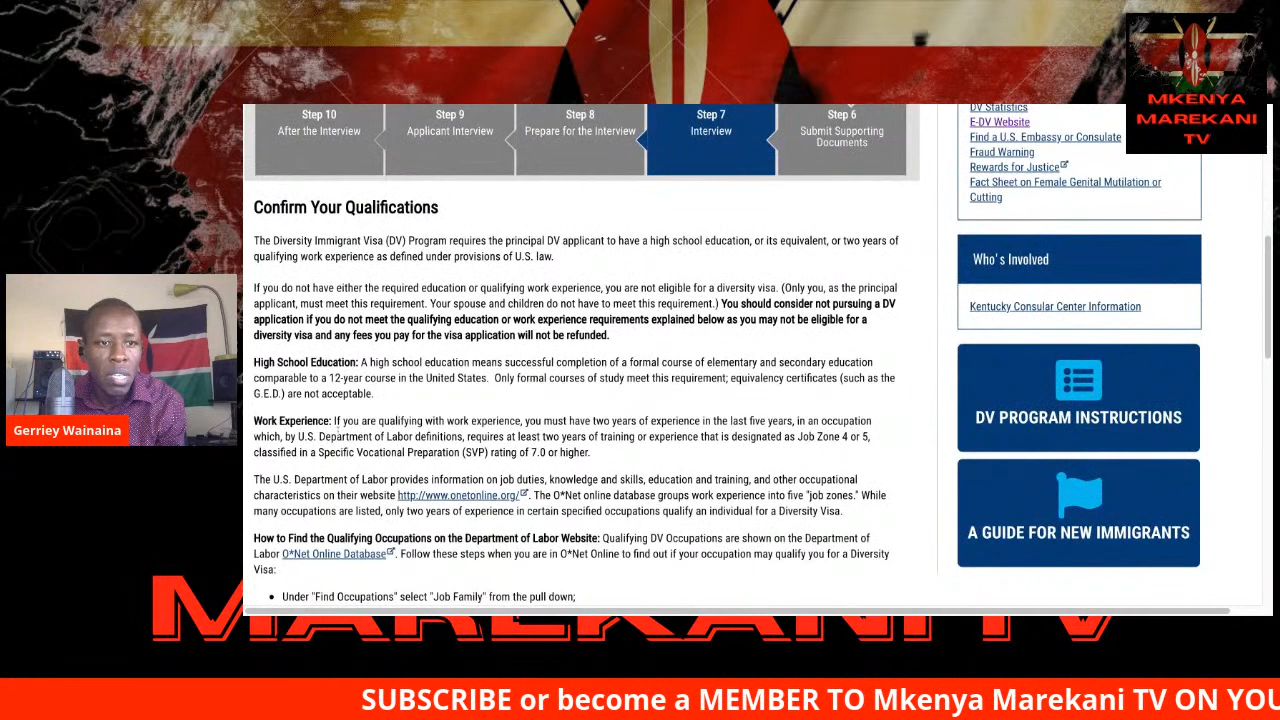 MKENYA
MAREKANI
TV
Step 10
After the Interview
Step 9
Applicant Interview
Step 8
Prepare for the Interview
Step 7
Interview
Step 6
Submit Supporting
Documents
DV Statistics
E-DV Website
Find a U.S. Embassy or Consulate
Fraud Warning
Rewards for Justice
Fact Sheet on Female Genital Mutilation or
Cutting
Confirm Your Qualifications
The Diversity Immigrant Visa (DV) Program requires the principal DV applicant to have a high school education, or its equivalent, or two years of
qualifying work experience as defined under provisions of U.S. law.
If you do not have either the required education or qualifying work experience, you are not eligible for a diversity visa. (Only you, as the principal
applicant, must meet this requirement. Your spouse and children do not have to meet this requirement.) You should consider not pursuing a DV
application if you do not meet the qualifying education or work experience requirements explained below as you may not be eligible for a
diversity visa and any fees you pay for the visa application will not be refunded.
High School Education: A high school education means successful completion of a formal course of elementary and secondary education
comparable to a 12-year course in the United States. Only formal courses of study meet this requirement; equivalency certificates (such as the
G.E.D.) are not acceptable.
Work Experience: If you are qualifying with work experience, you must have two years of experience in the last five years, in an occupation
which, by U.S. Department of Labor definitions, requires at least two years of training or experience that is designated as Job Zone 4 or 5,
classified in a Specific Vocational Preparation (SVP) rating of 7.0 or higher.
The U.S. Department of Labor provides information on job duties, knowledge and skills, education and training, and other occupational
characteristics on their website http://www.onetonline.org/. The O*Net online database groups work experience into five "job zones." While
many occupations are listed, only two years of experience in certain specified occupations qualify an individual for a Diversity Visa.
How to Find the Qualifying Occupations on the Department of Labor Website: Qualifying DV Occupations are shown on the Department of
Labor O*Net Online Database. Follow these steps when you are in O*Net Online to find out if your occupation may qualify you for a Diversity
Visa:
• Under "Find Occupations" select "Job Family" from the pull down;
Who's Involved
Kentucky Consular Center Information
DV PROGRAM INSTRUCTIONS
A GUIDE FOR NEW IMMIGRANTS
Gerriey Wainaina
MAREKANI TV
SUBSCRIBE or become a MEMBER TO Mkenya Marekani TV ON YOU